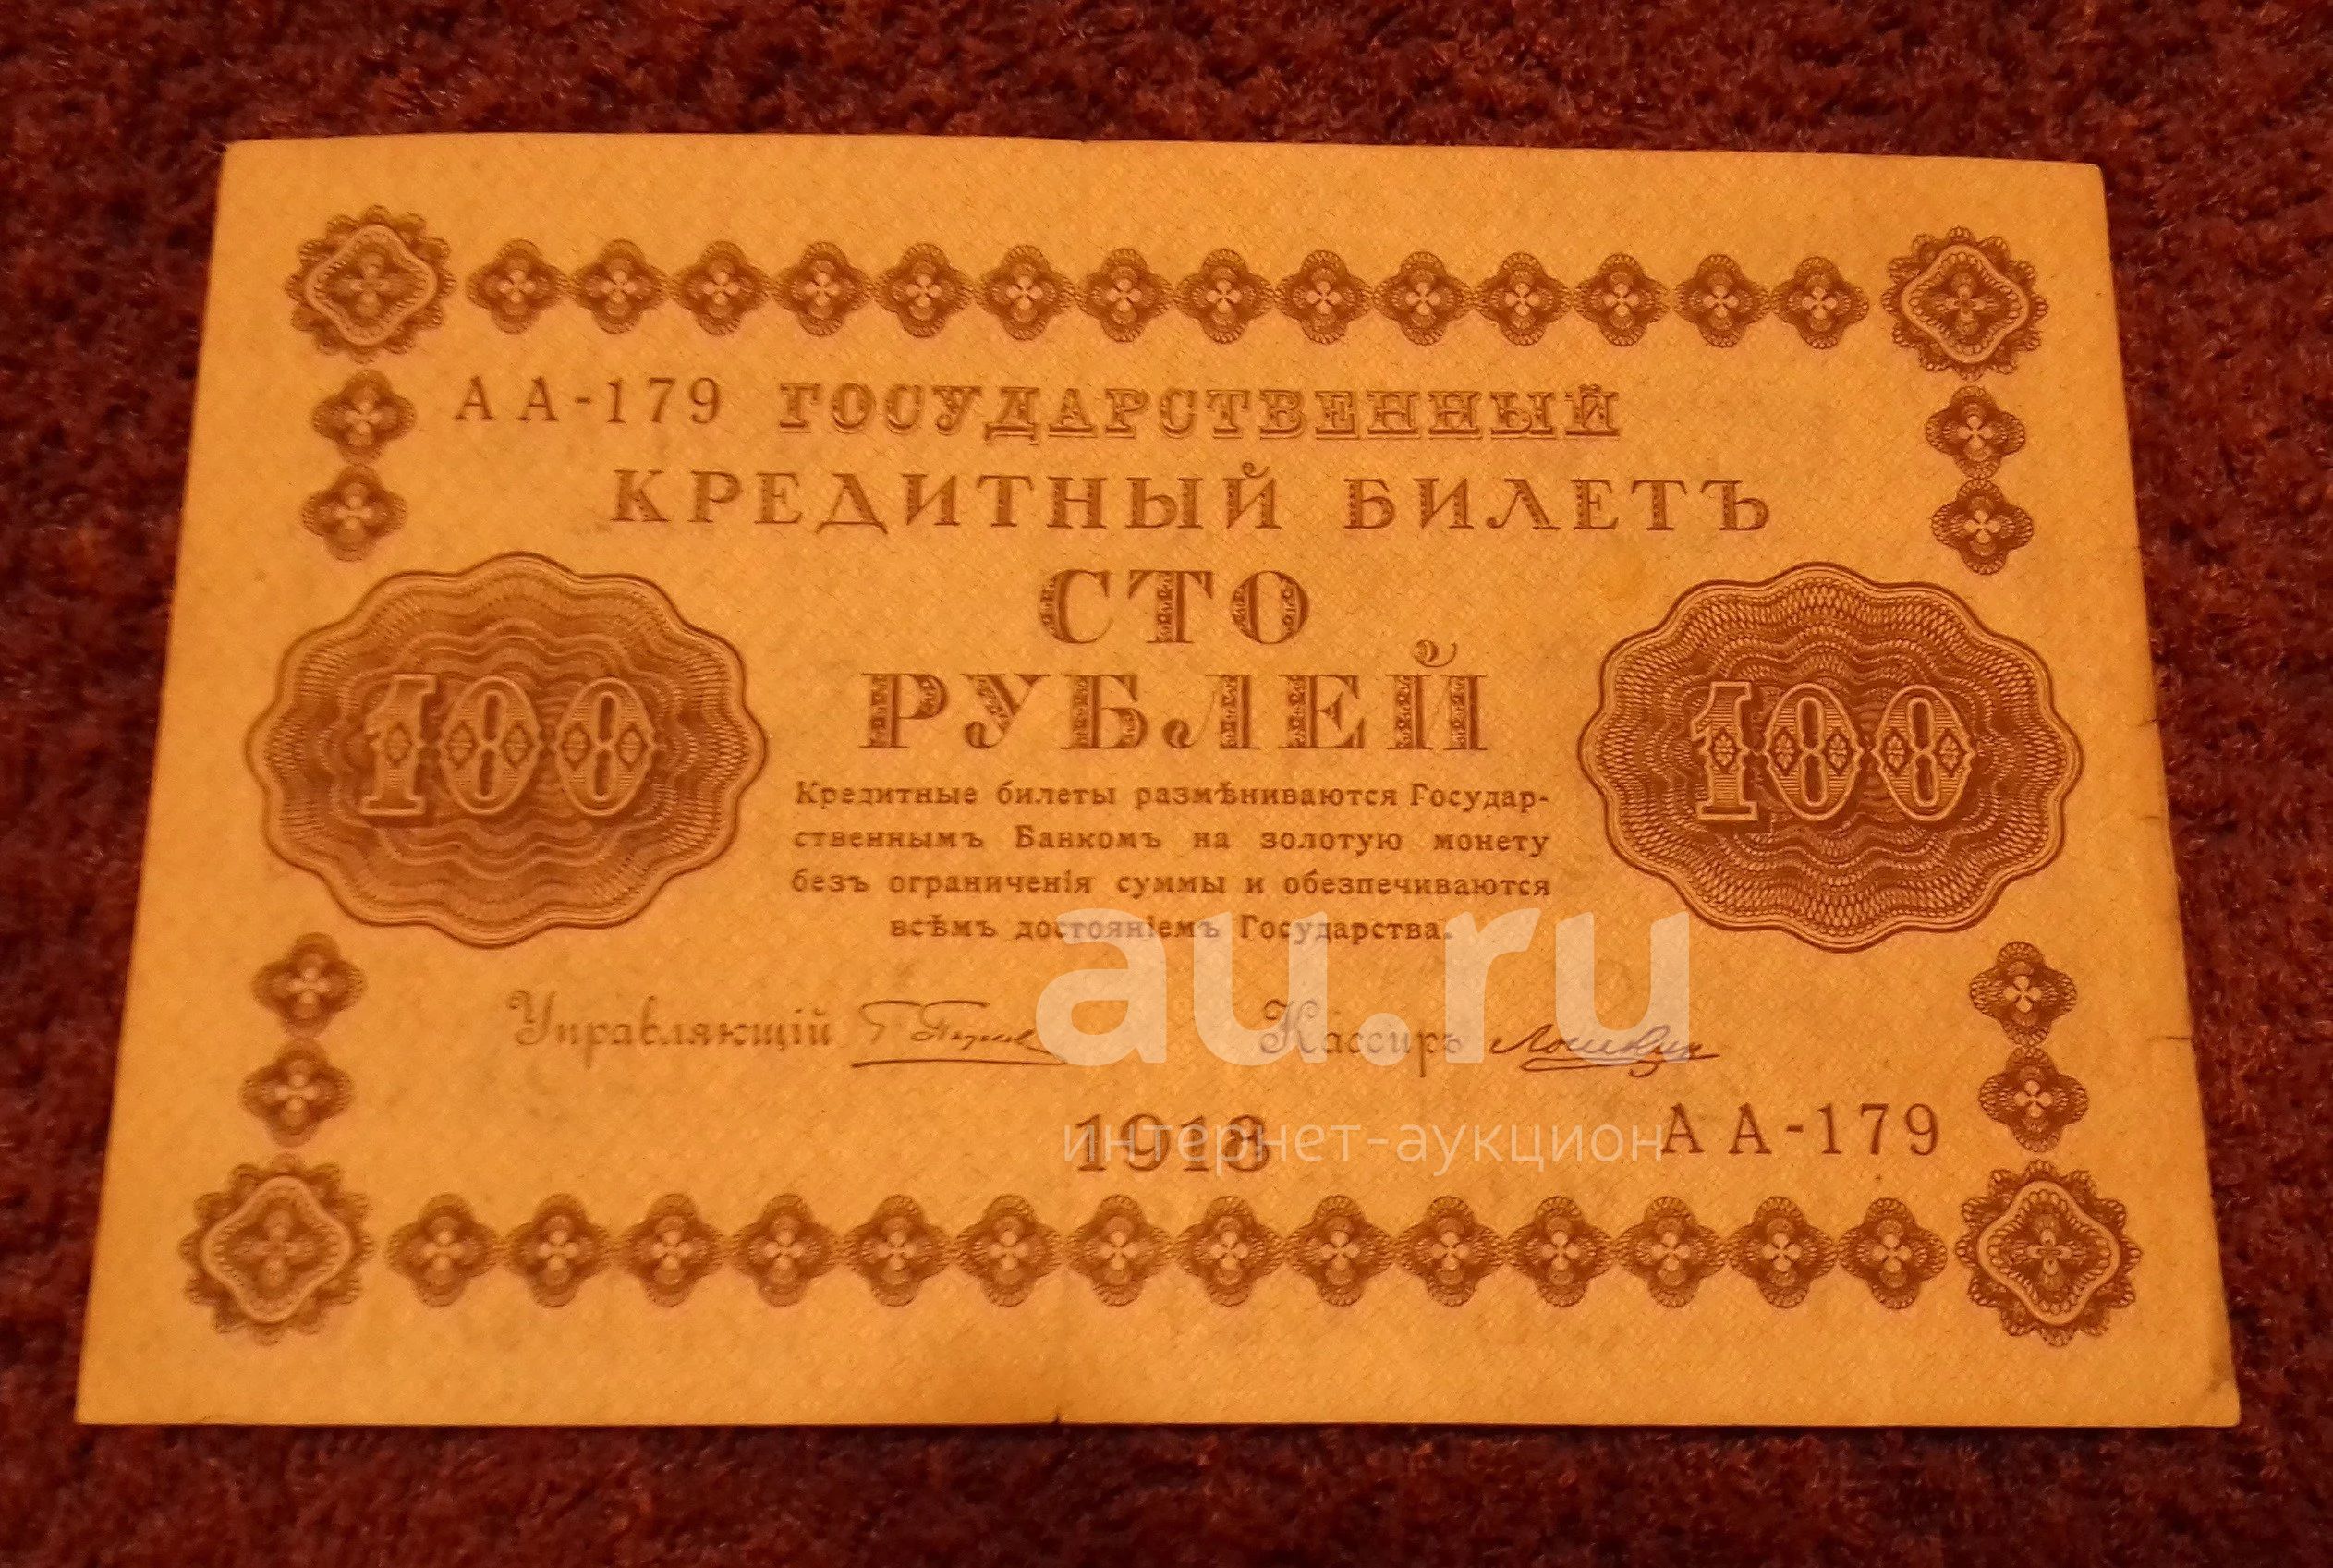 АА-179 ГОСУДАРСТВЕННЫЙ
КРЕДИТНЫЙ БИЛЕТЪ
СТО
РУБЛЕЙ
100
100
Кредитные билеты размѣниваются Государ-
ственнымъ Банкомъ на золотую монету
безъ ограниченія суммы и обезпечиваются
всѣмъ достояніемъ Государства.
au.ru
Управляющій
Кассиръ
1918
интернет-аукцион
АА-179